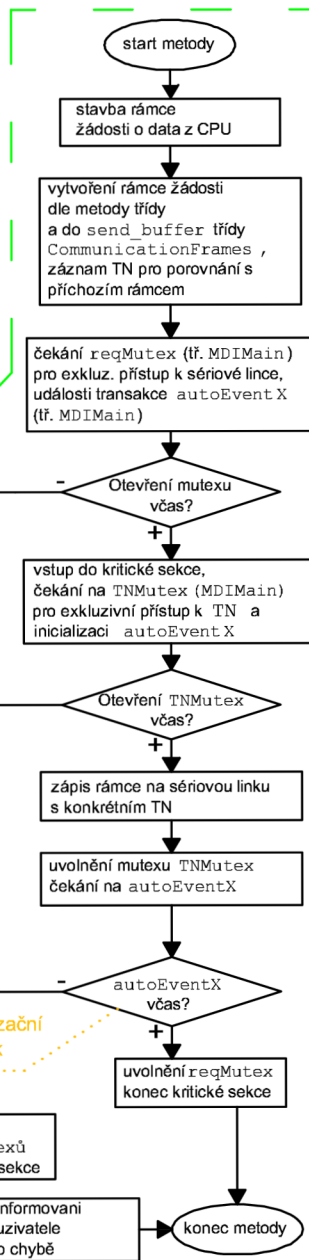 start metody
stavba rámce
žádosti o data z CPU
vytvoření rámce žádosti
dle metody třídy
a do send_buffer třídy
CommunicationFrames ,
záznam TN pro porovnání s
příchozím rámcem
čekání reqMutex (tř. MDIMain)
pro exkluz. přístup k sériové lince,
události transakce autoEventX
(tř. MDIMain)
Otevření mutexu
včas?
-
+
vstup do kritické sekce,
čekání na TNMutex (MDIMain)
pro exkluzivní přístup k TN a
inicializaci autoEventX
Otevření TNMutex
včas?
+
zápis rámce na sériovou linku
s konkrétním TN
uvolnění mutexu TNMutex
čekání na autoEventX
autoEventX
včas?
-
+
uvolnění reqMutex
konec kritické sekce
sekce
uzivatele
chybě
konec metody